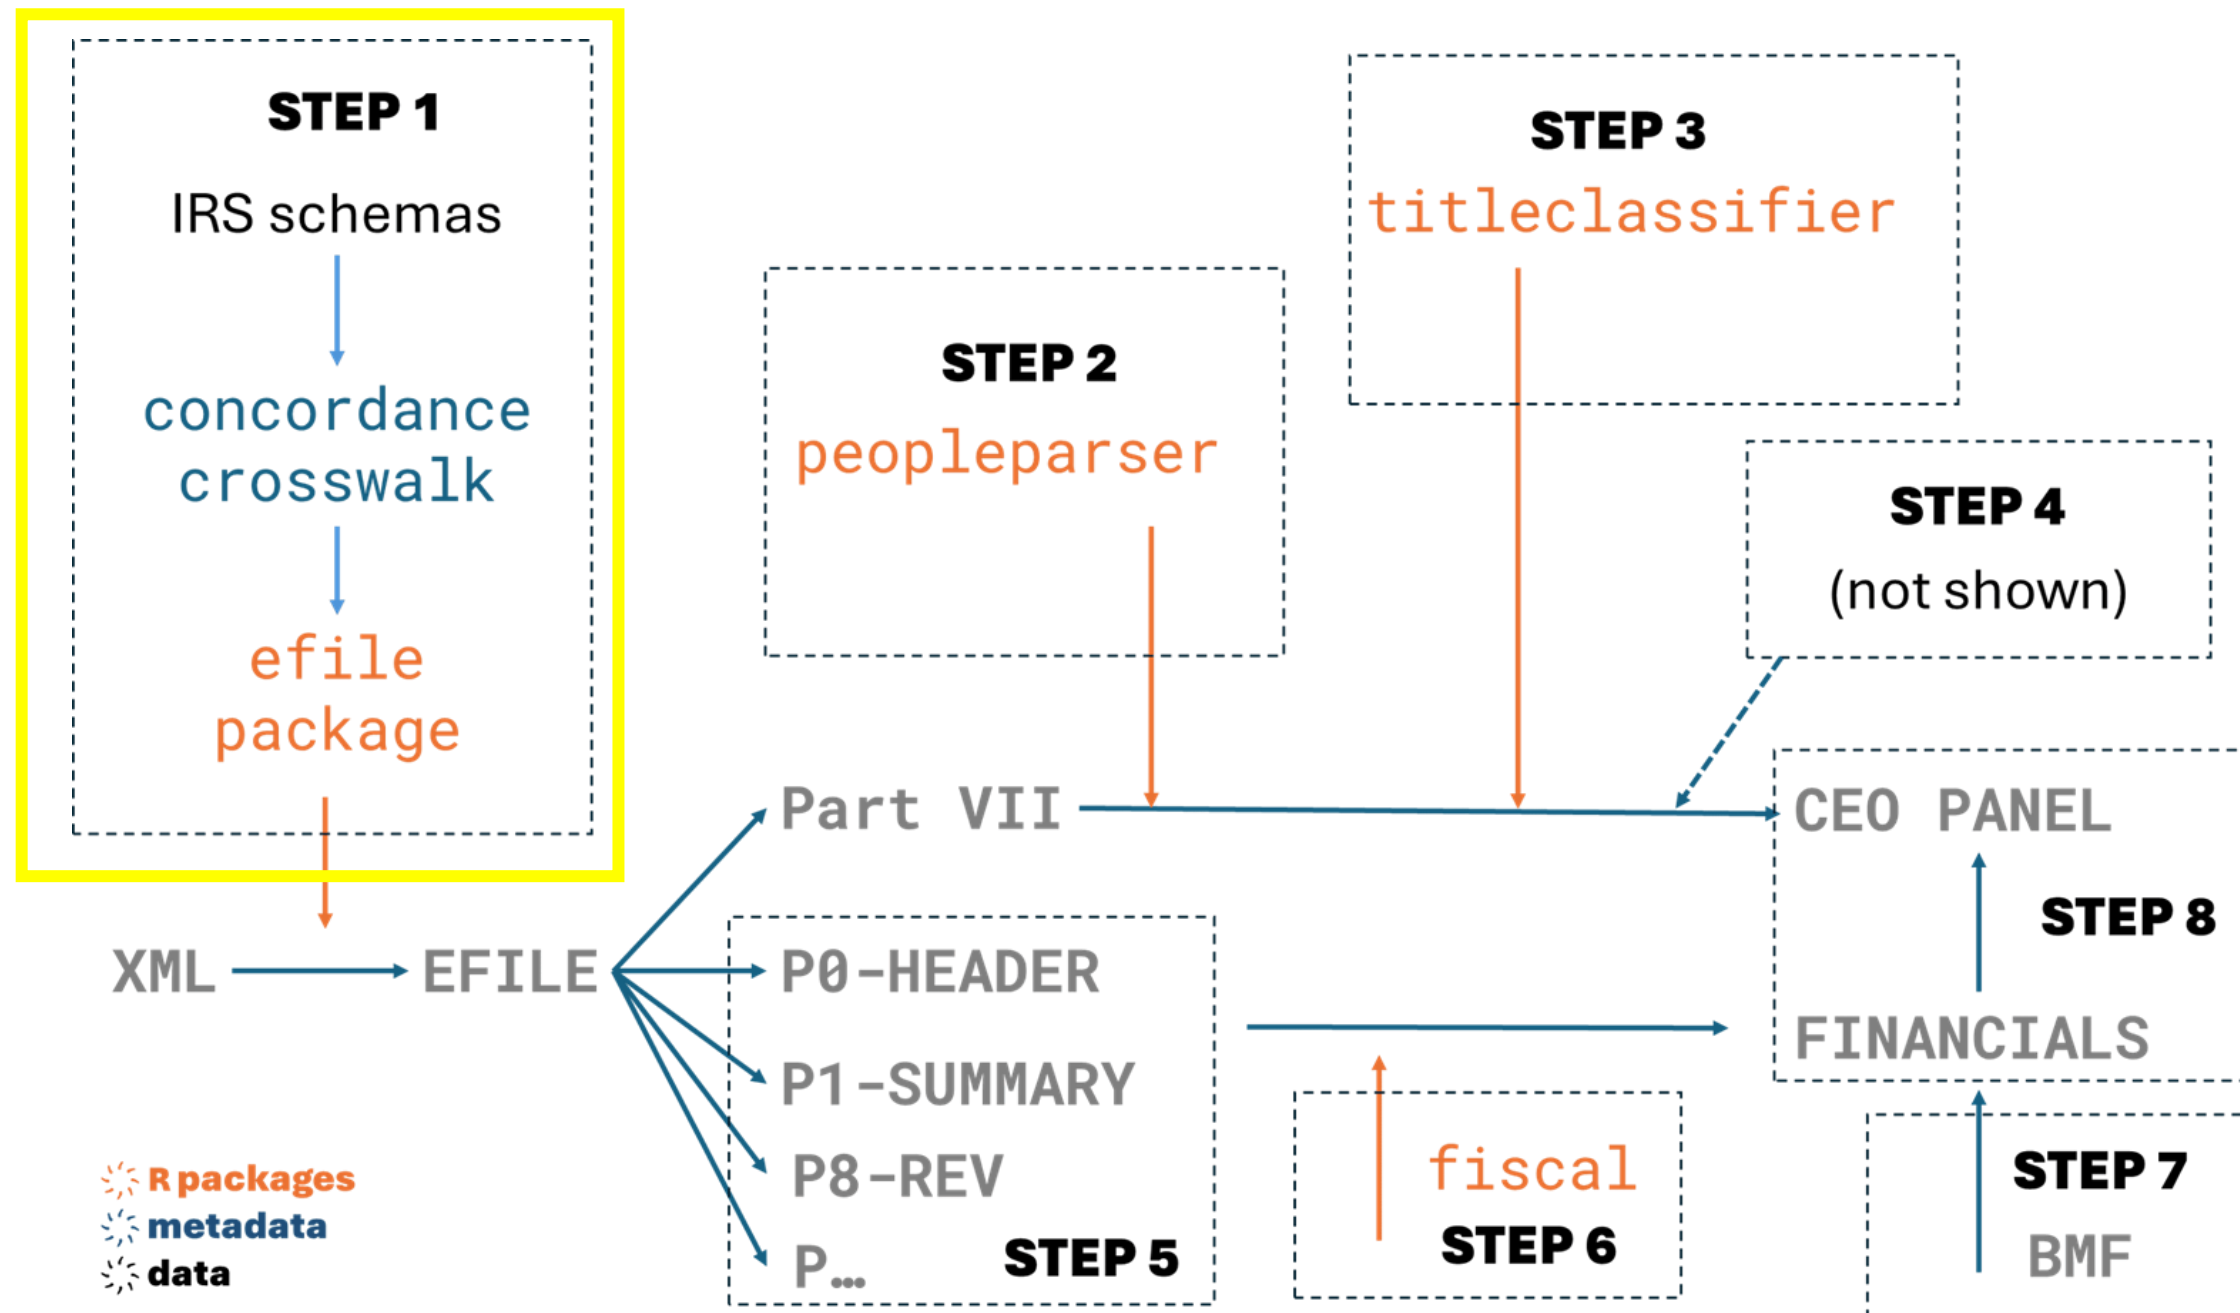 STEP 1
IRS schemas
concordance
crosswalk
efile
package
STEP 2
peopleparser
STEP 3
titleclassifier
STEP 4
(not shown)
XML
EFILE
Part VII
CEO PANEL
P0-HEADER
P1-SUMMARY
P8-REV
P…
STEP 5
fiscal
STEP 6
STEP 8
FINANCIALS
STEP 7
BMF
R packages
metadata
data